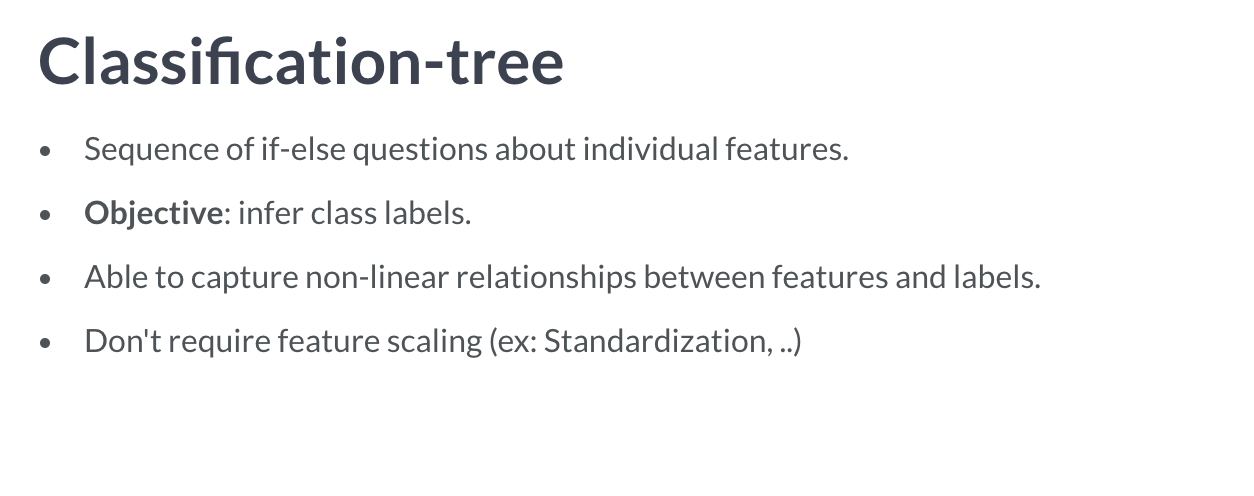 Classification-tree
• Sequence of if-else questions about individual features.
• Objective: infer class labels.
• Able to capture non-linear relationships between features and labels.
• Don't require feature scaling (ex: Standardization, ..)